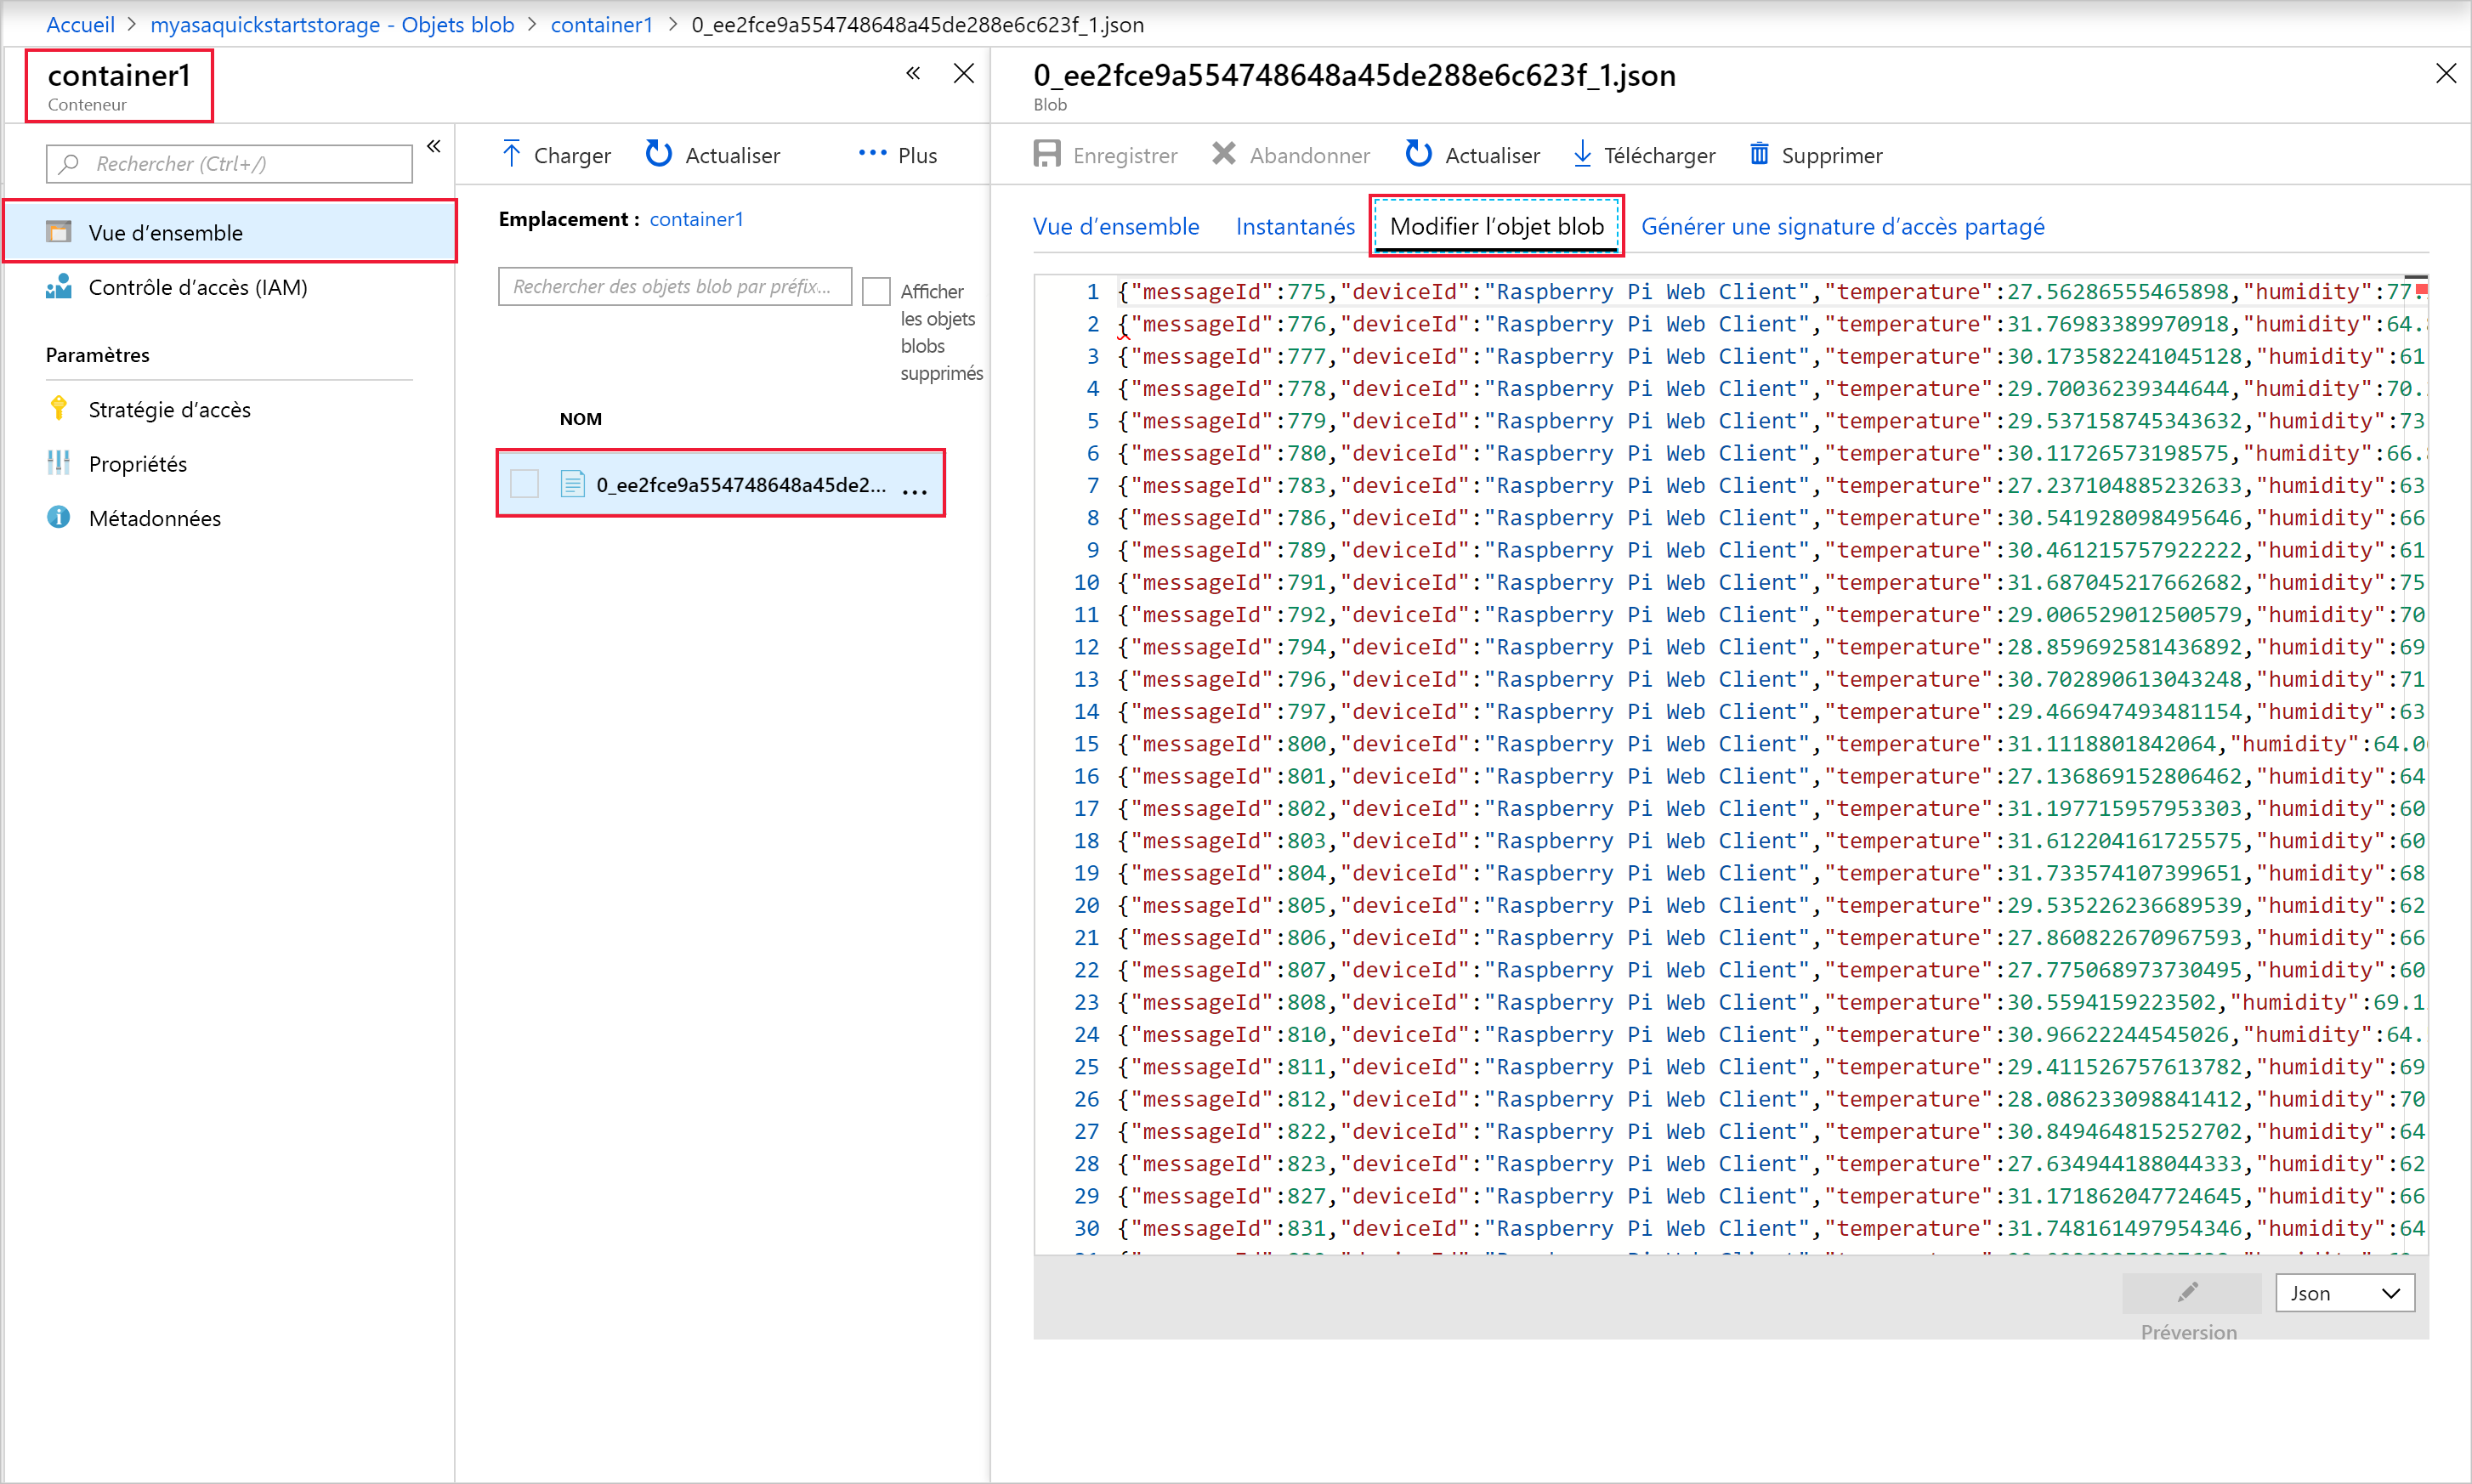 Accueil > myasaquickstartstorage - Objets blob > container1 > 0_ee2fce9a554748648a45de288e6c623f_1.json
container1
Conteneur
Rechercher (Ctrl+/)
Vue d’ensemble
Contrôle d’accès (IAM)
Paramètres
Stratégie d’accès
Propriétés
Métadonnées
Charger Actualiser ••• Plus
Emplacement : container1
Rechercher des objets blob par préfix...
Afficher
les objets
blobs
supprimés
NOM
0_ee2fce9a554748648a45de2... ...
0_ee2fce9a554748648a45de288e6c623f_1.json
Blob
Enregistrer Abandonner Actualiser Télécharger Supprimer
Vue d’ensemble Instantanés Modifier l’objet blob Générer une signature d’accès partagé
1 {"messageId":775,"deviceId":"Raspberry Pi Web Client","temperature":27.56286555465898,"humidity":77.
2 {"messageId":776,"deviceId":"Raspberry Pi Web Client","temperature":31.76983389970918,"humidity":64.
3 {"messageId":777,"deviceId":"Raspberry Pi Web Client","temperature":30.173582241045128,"humidity":61
4 {"messageId":778,"deviceId":"Raspberry Pi Web Client","temperature":29.70036239344644,"humidity":70.
5 {"messageId":779,"deviceId":"Raspberry Pi Web Client","temperature":29.537158745343632,"humidity":73
6 {"messageId":780,"deviceId":"Raspberry Pi Web Client","temperature":30.11726573198575,"humidity":66.
7 {"messageId":783,"deviceId":"Raspberry Pi Web Client","temperature":27.237104885232633,"humidity":63
8 {"messageId":786,"deviceId":"Raspberry Pi Web Client","temperature":30.541928098495646,"humidity":66
9 {"messageId":789,"deviceId":"Raspberry Pi Web Client","temperature":30.461215757922222,"humidity":61
10 {"messageId":791,"deviceId":"Raspberry Pi Web Client","temperature":31.687045217662682,"humidity":75
11 {"messageId":792,"deviceId":"Raspberry Pi Web Client","temperature":29.0065290125005​79,"humidity":70
12 {"messageId":794,"deviceId":"Raspberry Pi Web Client","temperature":28.859692581436892,"humidity":69
13 {"messageId":796,"deviceId":"Raspberry Pi Web Client","temperature":30.702890613043248,"humidity":71
14 {"messageId":797,"deviceId":"Raspberry Pi Web Client","temperature":29.466947493481154,"humidity":63
15 {"messageId":800,"deviceId":"Raspberry Pi Web Client","temperature":31.1118801842064,"humidity":64.0
16 {"messageId":801,"deviceId":"Raspberry Pi Web Client","temperature":27.136869152806462,"humidity":64
17 {"messageId":802,"deviceId":"Raspberry Pi Web Client","temperature":31.197715957953303,"humidity":60
18 {"messageId":803,"deviceId":"Raspberry Pi Web Client","temperature":31.612204161725575,"humidity":60
19 {"messageId":804,"deviceId":"Raspberry Pi Web Client","temperature":31.733574107399651,"humidity":68
20 {"messageId":805,"deviceId":"Raspberry Pi Web Client","temperature":29.535226236689539,"humidity":62
21 {"messageId":806,"deviceId":"Raspberry Pi Web Client","temperature":27.860822670967593,"humidity":66
22 {"messageId":807,"deviceId":"Raspberry Pi Web Client","temperature":27.775068973730495,"humidity":60
23 {"messageId":808,"deviceId":"Raspberry Pi Web Client","temperature":30.5594159223502,"humidity":69.1
24 {"messageId":810,"deviceId":"Raspberry Pi Web Client","temperature":30.96622244545026,"humidity":64.
25 {"messageId":811,"deviceId":"Raspberry Pi Web Client","temperature":29.411526757613782,"humidity":69
26 {"messageId":812,"deviceId":"Raspberry Pi Web Client","temperature":28.086233098841412,"humidity":70
27 {"messageId":822,"deviceId":"Raspberry Pi Web Client","temperature":30.849464815252702,"humidity":64
28 {"messageId":823,"deviceId":"Raspberry Pi Web Client","temperature":27.634944188044333,"humidity":62
29 {"messageId":827,"deviceId":"Raspberry Pi Web Client","temperature":31.171862047724645,"humidity":66
30 {"messageId":831,"deviceId":"Raspberry Pi Web Client","temperature":31.748161497954346,"humidity":64
Json
Préversion